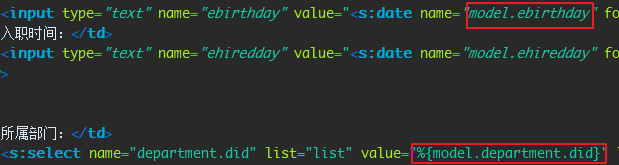 <input type="text" name="ebirthday" value="<s:date name="model.ebirthday" fo
入职时间：</td>
<input type="text" name="ehiredday" value="<s:date name="model.ehiredday" fo
>
所属部门：</td>
<s:select name="department.did" list="list" value="%{model.department.did}" l